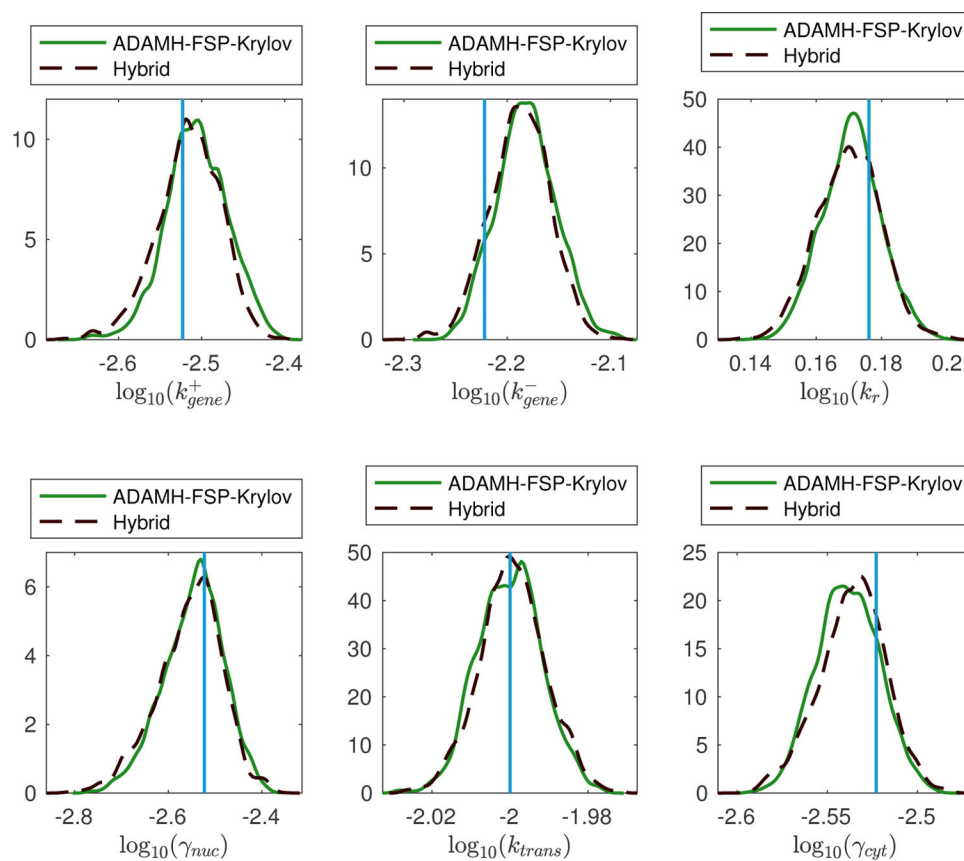 ADAMH-FSP-Krylov
Hybrid
10
5
0
-2.6 -2.5 -2.4
log10(k+gene)
ADAMH-FSP-Krylov
Hybrid
10
5
0
-2.3 -2.2 -2.1
log10(k−gene)
ADAMH-FSP-Krylov
Hybrid
50
40
30
20
10
0
0.14 0.16 0.18 0.2
log10(kr)
ADAMH-FSP-Krylov
Hybrid
6
4
2
0
-2.8 -2.6 -2.4
log10(γnuc)
ADAMH-FSP-Krylov
Hybrid
50
40
30
20
10
0
-2.02 -2 -1.98
log10(ktrans)
ADAMH-FSP-Krylov
Hybrid
25
20
15
10
5
0
-2.6 -2.55 -2.5
log10(γcyt)